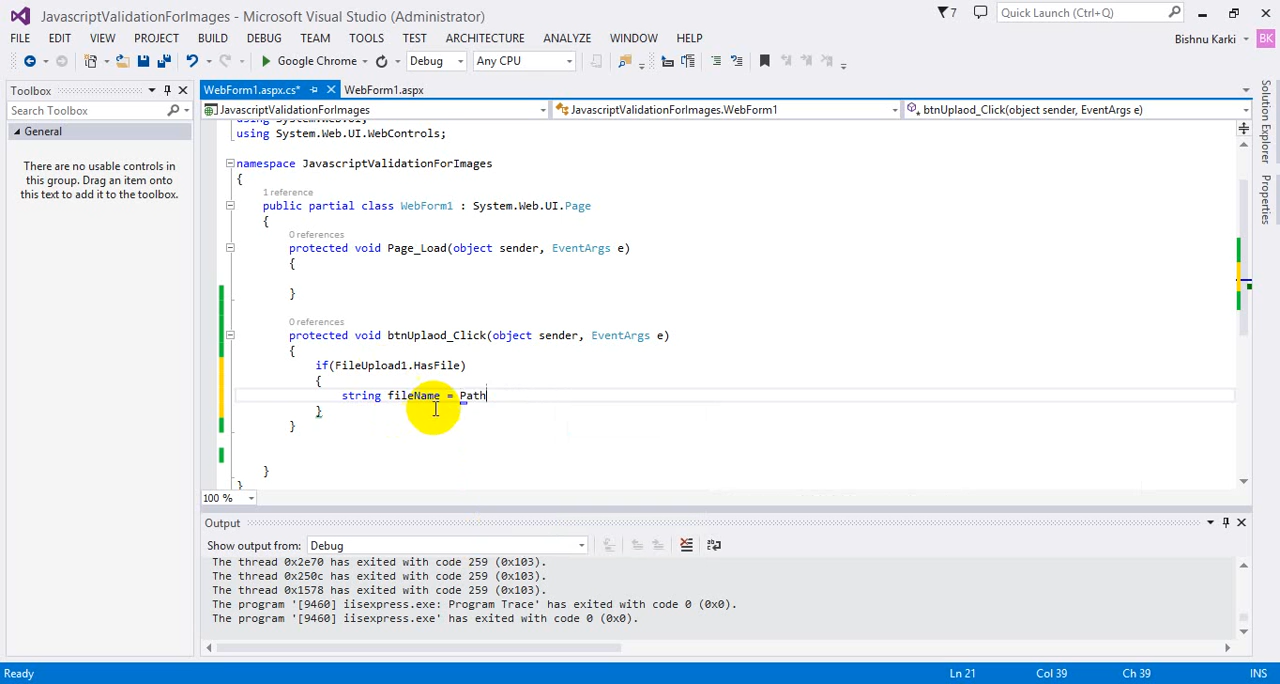 JavascriptValidationForImages - Microsoft Visual Studio (Administrator)
7
Quick Launch (Ctrl+Q)
FILE EDIT VIEW PROJECT BUILD DEBUG TEAM TOOLS TEST ARCHITECTURE ANALYZE WINDOW HELP
Bishnu Karki BK
Google Chrome Debug Any CPU
Toolbox
WebForm1.aspx.cs* WebForm1.aspx
Search Toolbox
JavascriptValidationForImages JavascriptValidationForImages.WebForm1 btnUplaod_Click(object sender, EventArgs e)
General
There are no usable controls in this group. Drag an item onto this text to add it to the toolbox.
using System.Web.UI;
using System.Web.UI.WebControls;
namespace JavascriptValidationForImages
{
1 reference
public partial class WebForm1 : System.Web.UI.Page
{
0 references
protected void Page_Load(object sender, EventArgs e)
{
}
0 references
protected void btnUplaod_Click(object sender, EventArgs e)
{
if(FileUpload1.HasFile)
{
string fileName = Path
}
}
}
}
100 %
Solution Explorer
Properties
Output
Show output from: Debug
The thread 0x2e70 has exited with code 259 (0x103).
The thread 0x250c has exited with code 259 (0x103).
The thread 0x1578 has exited with code 259 (0x103).
The program '[9460] iisexpress.exe: Program Trace' has exited with code 0 (0x0).
The program '[9460] iisexpress.exe' has exited with code 0 (0x0).
Ready Ln 21 Col 39 Ch 39 INS